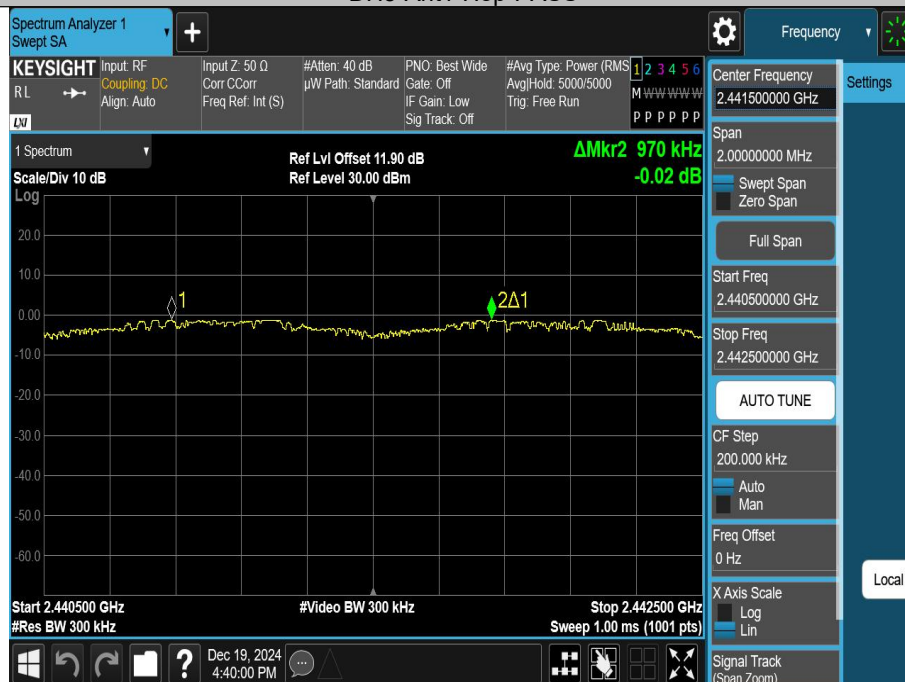 Spectrum Analyzer 1
Swept SA
+
Frequency
KEYSIGHT
RL
LXI
Input: RF
Coupling: DC
Align: Auto
Input Z: 50 Ω
Corr CCorr
Freq Ref: Int (S)
#Atten: 40 dB
µW Path: Standard
PNO: Best Wide
Gate: Off
IF Gain: Low
Sig Track: Off
#Avg Type: Power (RMS
Avg|Hold: 5000/5000
Trig: Free Run
1 2 3 4 5 6
M W W W W W
P P P P P P
1 Spectrum
Scale/Div 10 dB
Log
Ref Lvl Offset 11.90 dB
Ref Level 30.00 dBm
ΔMkr2 970 kHz
-0.02 dB
20.0
10.0
0.00
-10.0
-20.0
-30.0
-40.0
-50.0
-60.0
1
2Δ1
Start 2.440500 GHz
#Res BW 300 kHz
#Video BW 300 kHz
Stop 2.442500 GHz
Sweep 1.00 ms (1001 pts)
Dec 19, 2024
4:40:00 PM
?
Center Frequency
2.441500000 GHz
Span
2.00000000 MHz
Swept Span
Zero Span
Full Span
Start Freq
2.440500000 GHz
Stop Freq
2.442500000 GHz
AUTO TUNE
CF Step
200.000 kHz
Auto
Man
Freq Offset
0 Hz
X Axis Scale
Log
Lin
Signal Track
(Span Zoom)
Settings
Local